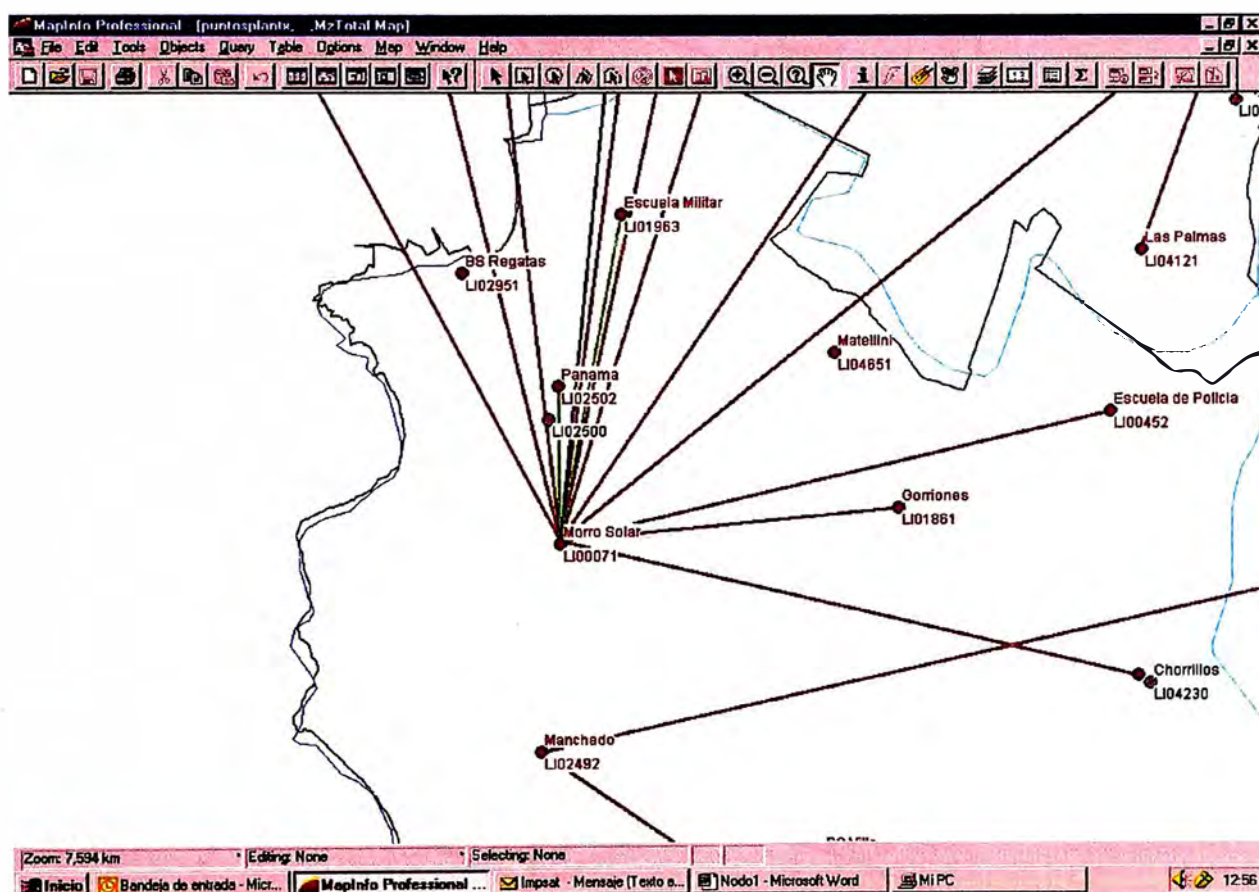 MapInfo Professional - [puntosplantx, _,MzTotal Map]
File Edit Tools Objects Query Table Options Map Window Help
LI0
Escuela Militar
LI01963
Las Palmas
LI04121
BS Regatas
LI02951
Matellini
LI04651
Panama
LI02502
LI02500
Escuela de Policia
LI00452
Gorriones
LI01861
Morro Solar
LI00071
Chorrillos
LI04230
Manchado
LI02492
Zoom: 7,594 km Editing: None Selecting: None
Inicio Bandeja de entrada - Micr... MapInfo Professional ... Impsat - Mensaje (Texto e... Nodo1 - Microsoft Word Mi PC 12:56